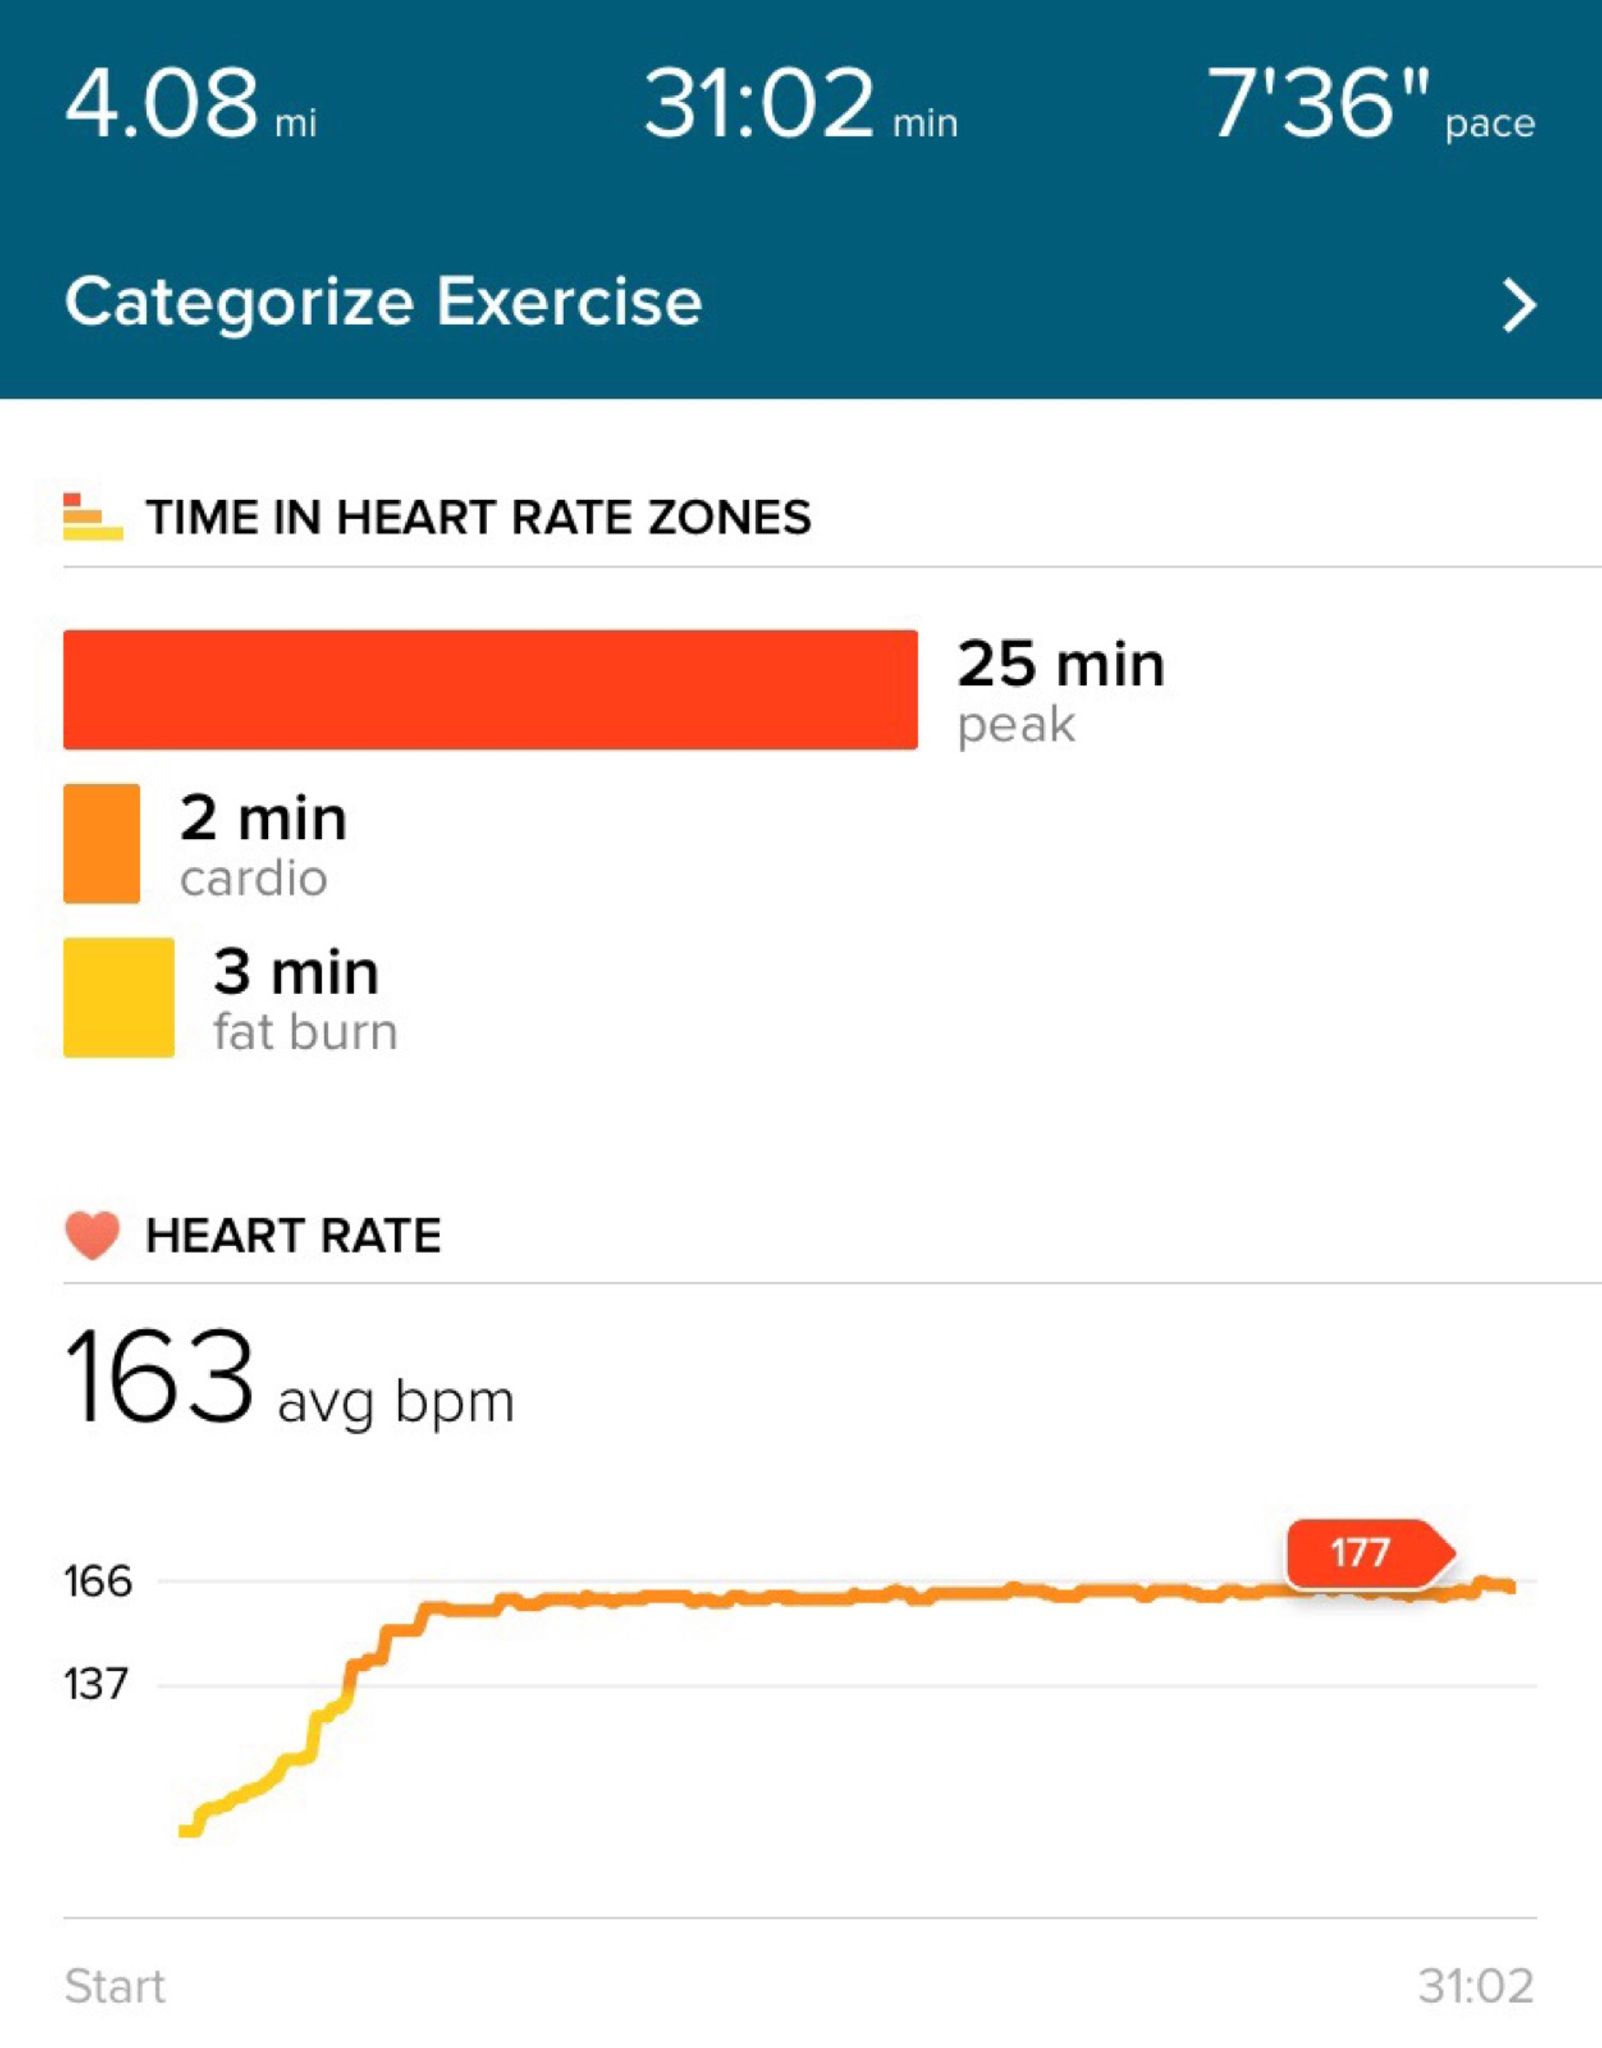 4.08 mi 31:02 min 7'36" pace
Categorize Exercise
TIME IN HEART RATE ZONES
25 min
peak
2 min
cardio
3 min
fat burn
HEART RATE
163 avg bpm
177
166
137
Start 31:02